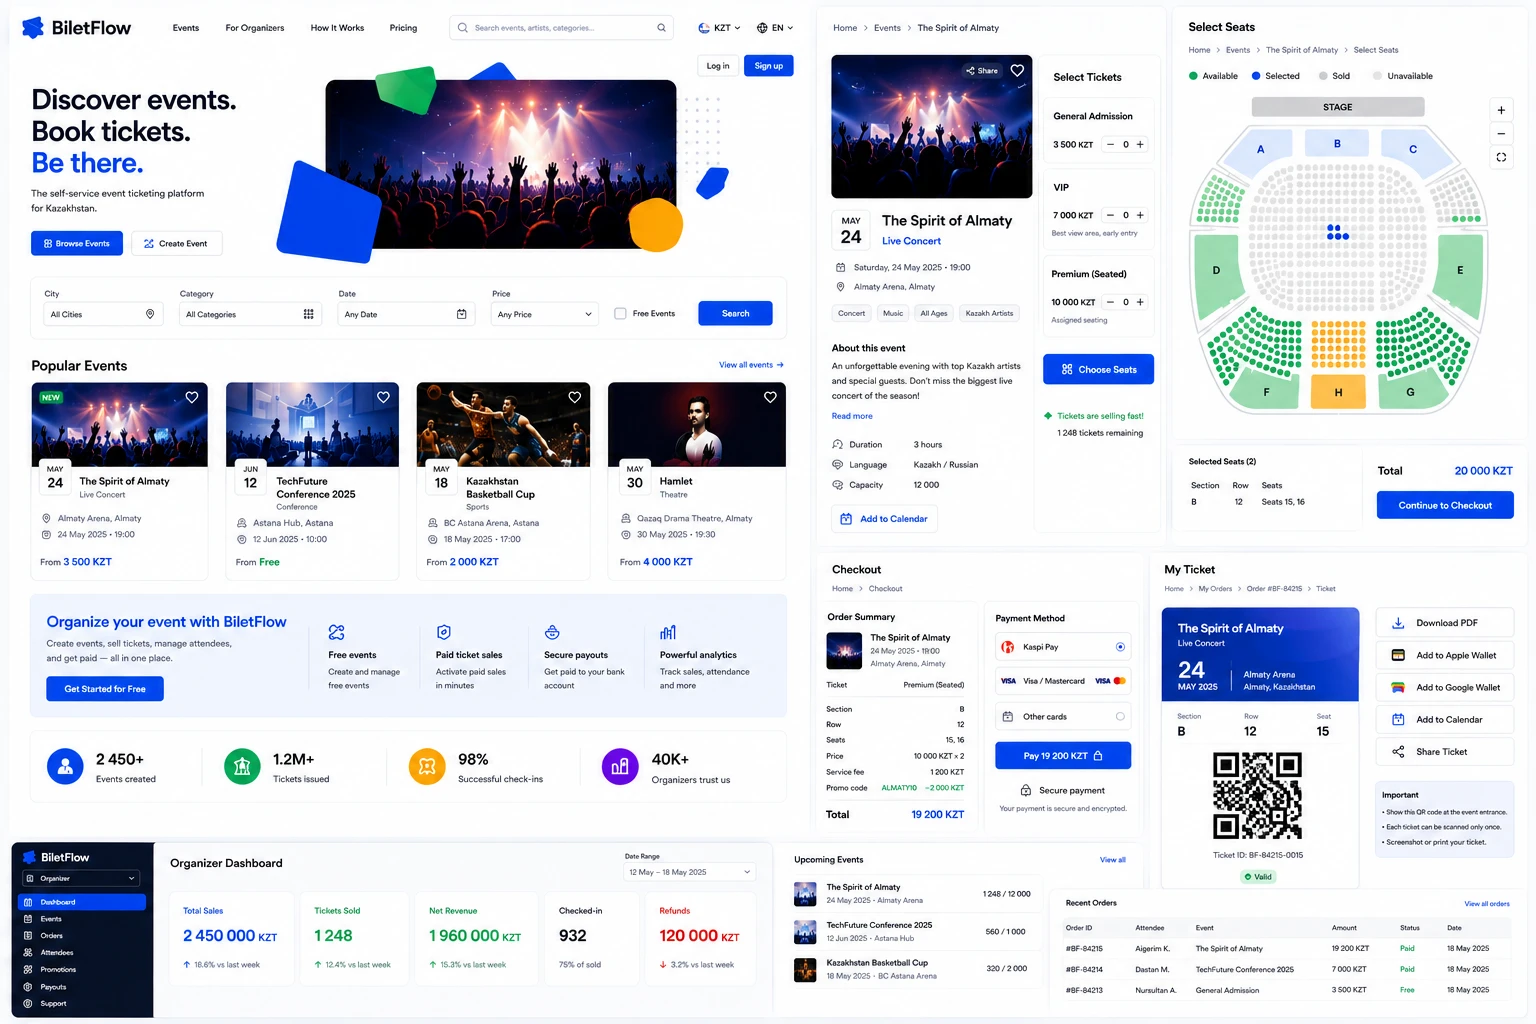 BiletFlow
Events
For Organizers
How It Works
Pricing
Search events, artists, categories...
KZT
EN
Log in
Sign up
Discover events.
Book tickets.
Be there.
The self-service event ticketing platform
for Kazakhstan.
Browse Events
Create Event
City
All Cities
Category
All Categories
Date
Any Date
Price
Any Price
Free Events
Search
Popular Events
View all events →
NEW
MAY
24
The Spirit of Almaty
Live Concert
Almaty Arena, Almaty
24 May 2025 • 19:00
From 3 500 KZT
JUN
12
TechFuture
Conference 2025
Conference
Astana Hub, Astana
12 Jun 2025 • 10:00
From Free
MAY
18
Kazakhstan
Basketball Cup
Sports
BC Astana Arena, Astana
18 May 2025 • 17:00
From 2 000 KZT
MAY
30
Hamlet
Theatre
Qazaq Drama Theatre, Almaty
30 May 2025 • 19:30
From 4 000 KZT
Organize your event with BiletFlow
Create events, sell tickets, manage attendees,
and get paid — all in one place.
Get Started for Free
Free events
Create and manage
free events
Paid ticket sales
Activate paid sales
in minutes
Secure payouts
Get paid to your bank
account
Powerful analytics
Track sales, attendance
and more
2 450+
Events created
1.2M+
Tickets issued
98%
Successful check-ins
40K+
Organizers trust us
Home > Events > The Spirit of Almaty
Share
MAY
24
The Spirit of Almaty
Live Concert
Saturday, 24 May 2025 • 19:00
Almaty Arena, Almaty
Concert
Music
All Ages
Kazakh Artists
About this event
An unforgettable evening with top Kazakh artists
and special guests. Don't miss the biggest live
concert of the season!
Read more
Duration 3 hours
Language Kazakh / Russian
Capacity 12 000
Add to Calendar
Select Tickets
General Admission
3 500 KZT − 0 +
VIP
7 000 KZT − 0 +
Best view area, early entry
Premium (Seated)
10 000 KZT − 0 +
Assigned seating
Choose Seats
Tickets are selling fast!
1 248 tickets remaining
Select Seats
Home > Events > The Spirit of Almaty > Select Seats
Available
Selected
Sold
Unavailable
STAGE
+
−
A
B
C
D
E
F
H
G
Selected Seats (2)
Section Row Seats
B 12 Seats 15, 16
Total 20 000 KZT
Continue to Checkout
Checkout
Home > Checkout
Order Summary
The Spirit of Almaty
24 May 2025 • 19:00
Almaty Arena, Almaty
Ticket Premium (Seated)
Section B
Row 12
Seats 15, 16
Price 10 000 KZT × 2
Service fee 1 200 KZT
Promo code ALMATY10 −2 000 KZT
Total 19 200 KZT
Payment Method
Kaspi Pay
VISA Visa / Mastercard VISA
Other cards
Pay 19 200 KZT
Secure payment
Your payment is secure and encrypted.
My Ticket
Home > My Orders > Order #BF-84215 > Ticket
The Spirit of Almaty
Live Concert
24
MAY 2025
Almaty Arena
Almaty, Kazakhstan
Section Row Seat
B 12 15
Ticket ID: BF-84215-0015
Valid
Download PDF
Add to Apple Wallet
Add to Google Wallet
Add to Calendar
Share Ticket
Important
• Show this QR code at the event entrance.
• Each ticket can be scanned only once.
• Screenshot or print your ticket.
BiletFlow
Organizer
Dashboard
Events
Orders
Attendees
Promotions
Payouts
Support
Organizer Dashboard
Date Range
12 May – 18 May 2025
Total Sales
2 450 000 KZT
↑ 18.6% vs last week
Tickets Sold
1 248
↑ 12.4% vs last week
Net Revenue
1 960 000 KZT
↑ 15.3% vs last week
Checked-in
932
75% of sold
Refunds
120 000 KZT
↓ 3.2% vs last week
Upcoming Events
View all
The Spirit of Almaty
24 May 2025 • Almaty Arena
1 248 / 12 000
TechFuture Conference 2025
12 Jun 2025 • Astana Hub
560 / 1 000
Kazakhstan Basketball Cup
18 May 2025 • BC Astana Arena
320 / 2 000
Recent Orders
View all orders
Order ID Attendee Event Amount Status Date
#BF-84215 Aigerim K. The Spirit of Almaty 19 200 KZT Paid 18 May 2025
#BF-84214 Dastan M. TechFuture Conference 2025 7 000 KZT Paid 18 May 2025
#BF-84213 Nursultan A. General Admission 3 500 KZT Free 18 May 2025